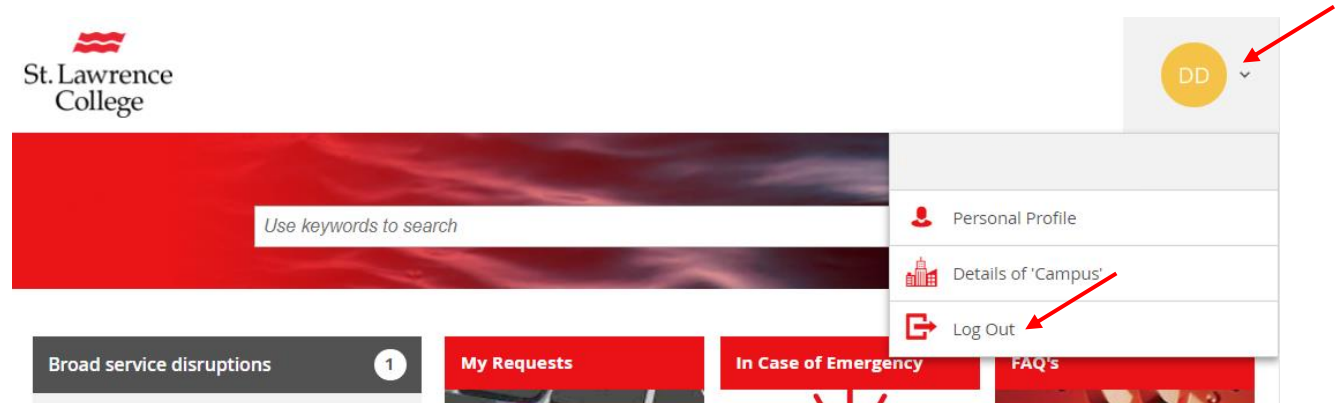 St. Lawrence
College
DD
Use keywords to search
Personal Profile
Details of 'Campus'
Log Out
Broad service disruptions 1
My Requests
In Case of Emergency
FAQ's